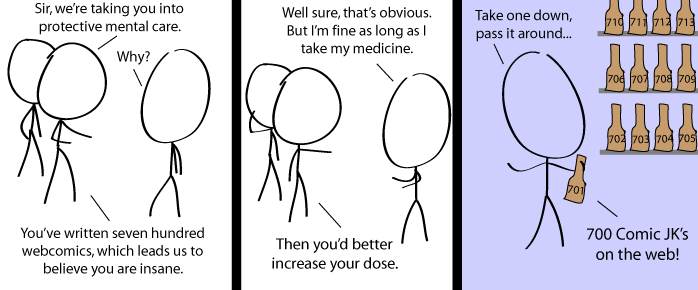 Sir, we're taking you into
protective mental care.
Why?
You've written seven hundred
webcomics, which leads us to
believe you are insane.
Well sure, that's obvious.
But I'm fine as long as I
take my medicine.
Then you'd better
increase your dose.
Take one down,
pass it around...
710 711 712 713
706 707 708 709
702 703 704 705
701
700 Comic JK's
on the web!